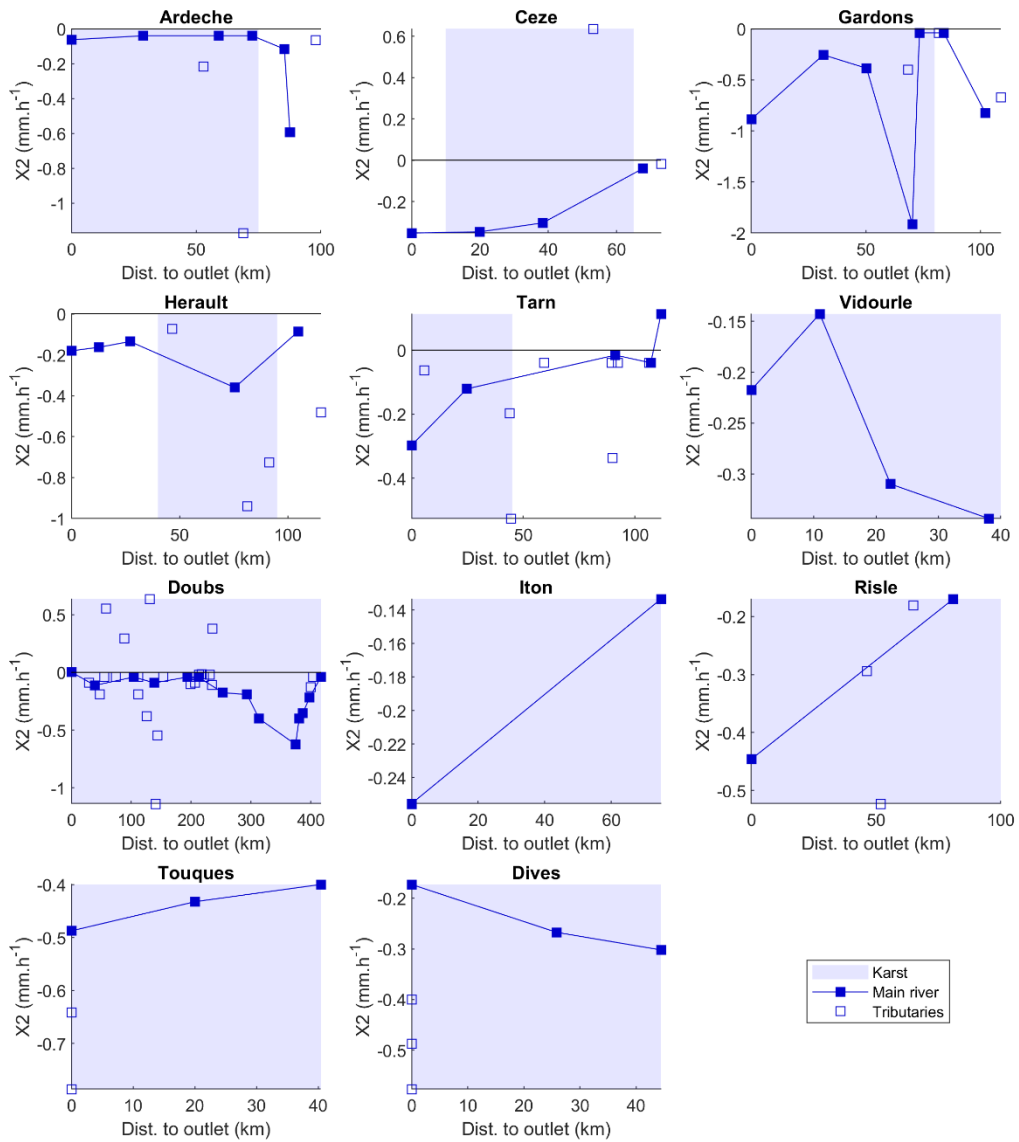 Ardeche
0
-0.2
-0.4
-0.6
-0.8
-1
X2 (mm.h⁻¹)
0 50 100
Dist. to outlet (km)
Ceze
0.6
0.4
0.2
0
-0.2
X2 (mm.h⁻¹)
0 20 40 60
Dist. to outlet (km)
Gardons
0
-0.5
-1
-1.5
-2
X2 (mm.h⁻¹)
0 50 100
Dist. to outlet (km)
Herault
0
-0.2
-0.4
-0.6
-0.8
-1
X2 (mm.h⁻¹)
0 50 100
Dist. to outlet (km)
Tarn
0
-0.2
-0.4
X2 (mm.h⁻¹)
0 50 100
Dist. to outlet (km)
Vidourle
-0.15
-0.2
-0.25
-0.3
X2 (mm.h⁻¹)
0 10 20 30 40
Dist. to outlet (km)
Doubs
0.5
0
-0.5
-1
X2 (mm.h⁻¹)
0 100 200 300 400
Dist. to outlet (km)
Iton
-0.14
-0.16
-0.18
-0.2
-0.22
-0.24
X2 (mm.h⁻¹)
0 20 40 60
Dist. to outlet (km)
Risle
-0.2
-0.3
-0.4
-0.5
X2 (mm.h⁻¹)
0 50 100
Dist. to outlet (km)
Touques
-0.4
-0.5
-0.6
-0.7
X2 (mm.h⁻¹)
0 10 20 30 40
Dist. to outlet (km)
Dives
-0.2
-0.3
-0.4
-0.5
X2 (mm.h⁻¹)
0 10 20 30 40
Dist. to outlet (km)
Karst
Main river
Tributaries